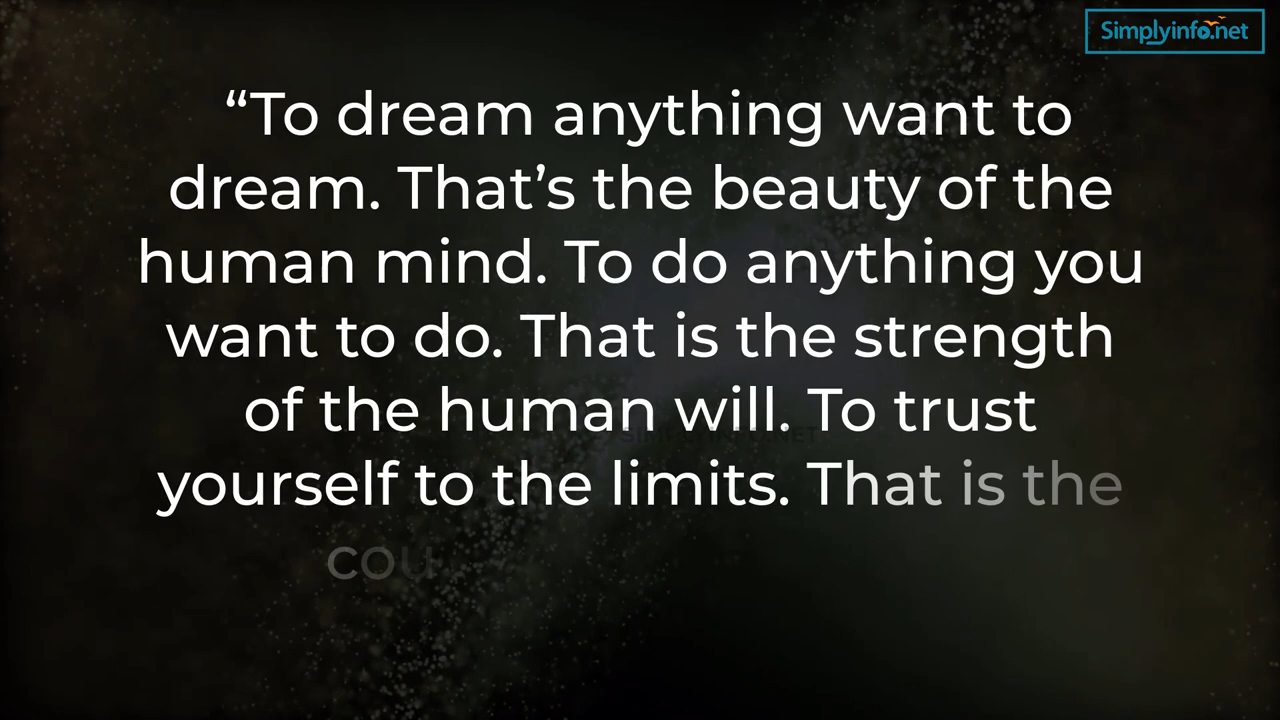 Simplyinfo.net
“To dream anything want to
dream. That’s the beauty of the
human mind. To do anything you
want to do. That is the strength
of the human will. To trust
SIMPLYINFO.NET
yourself to the limits. That is the